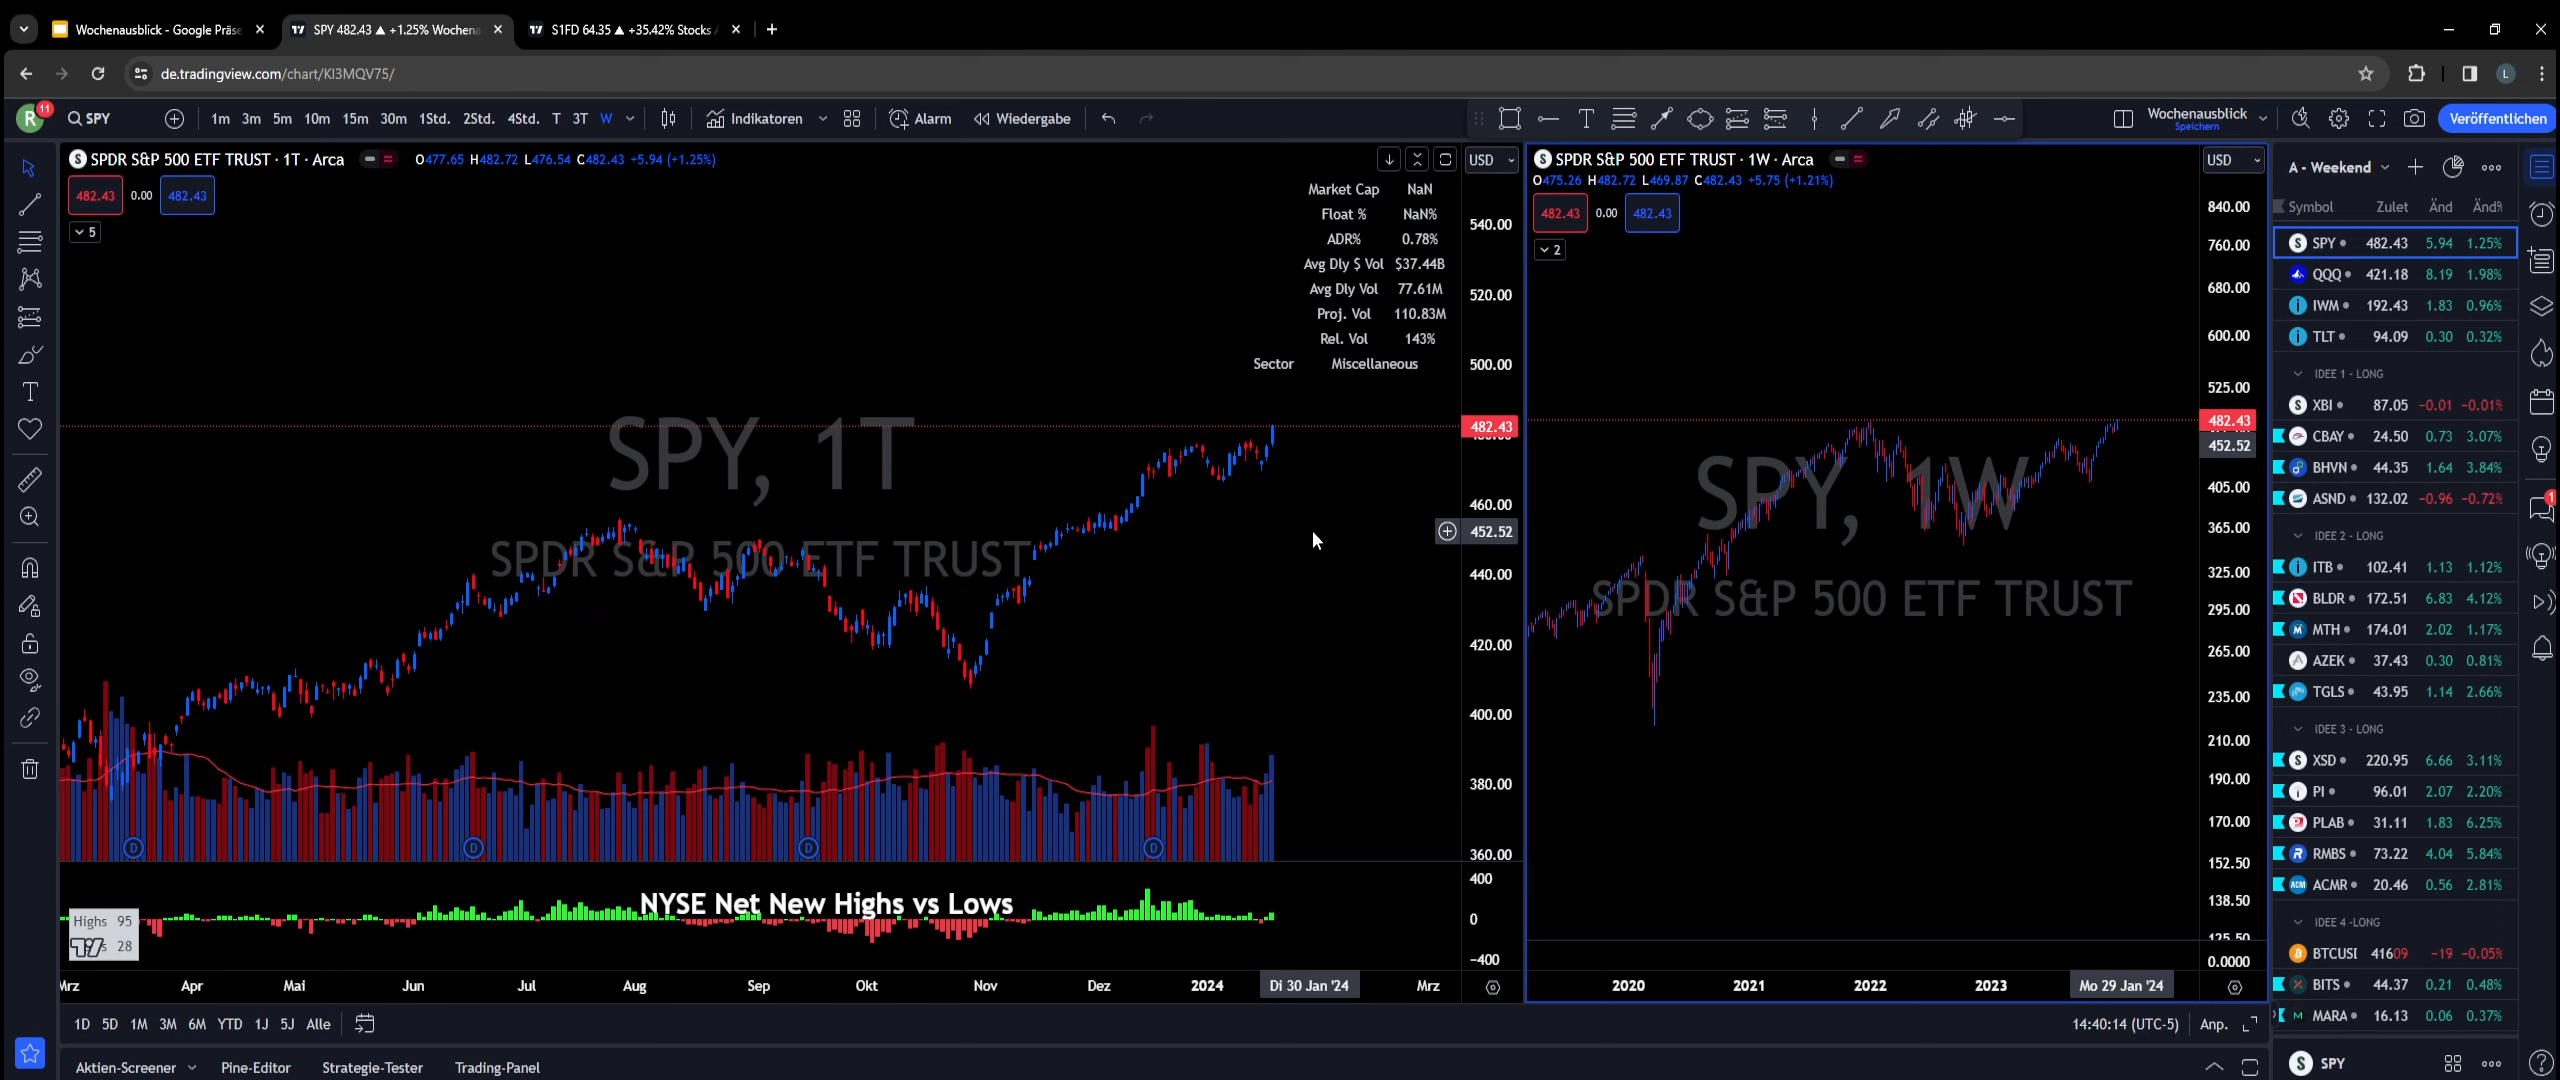 Wochenausblick - Google Präse
SPY 482.43 ▲ +1.25% Wochena
S1FD 64.35 ▲ +35.42% Stocks /
de.tradingview.com/chart/KI3MQV75/
L
R 11
SPY
1m 3m 5m 10m 15m 30m 1Std. 2Std. 4Std. T 3T W
Indikatoren
Alarm
Wiedergabe
Wochenausblick
Speichern
Veröffentlichen
SPDR S&P 500 ETF TRUST · 1T · Arca
O477.65 H482.72 L476.54 C482.43 +5.94 (+1.25%)
482.43 0.00 482.43
5
Market Cap NaN
Float % NaN%
ADR% 0.78%
Avg Dly $ Vol $37.44B
Avg Dly Vol 77.61M
Proj. Vol 110.83M
Rel. Vol 143%
Sector Miscellaneous
SPY, 1T
SPDR S&P 500 ETF TRUST
USD
540.00
520.00
500.00
482.43
460.00
452.52
440.00
420.00
400.00
380.00
360.00
400
0
-400
D D D D
NYSE Net New Highs vs Lows
Highs 95
28
Mrz Apr Mai Jun Jul Aug Sep Okt Nov Dez 2024 Di 30 Jan '24 Mrz
SPDR S&P 500 ETF TRUST · 1W · Arca
O475.26 H482.72 L469.87 C482.43 +5.75 (+1.21%)
482.43 0.00 482.43
2
SPY, 1W
SPDR S&P 500 ETF TRUST
USD
840.00
760.00
680.00
600.00
525.00
482.43
452.52
405.00
365.00
325.00
295.00
265.00
235.00
210.00
190.00
170.00
152.50
138.50
125.50
0.0000
2020 2021 2022 2023 Mo 29 Jan '24
A - Weekend
Symbol Zulet Änd Änd%
SPY 482.43 5.94 1.25%
QQQ 421.18 8.19 1.98%
IWM 192.43 1.83 0.96%
TLT 94.09 0.30 0.32%
IDEE 1 - LONG
XBI 87.05 -0.01 -0.01%
CBAY 24.50 0.73 3.07%
BHVN 44.35 1.64 3.84%
ASND 132.02 -0.96 -0.72%
IDEE 2 - LONG
ITB 102.41 1.13 1.12%
BLDR 172.51 6.83 4.12%
MTH 174.01 2.02 1.17%
AZEK 37.43 0.30 0.81%
TGLS 43.95 1.14 2.66%
IDEE 3 - LONG
XSD 220.95 6.66 3.11%
PI 96.01 2.07 2.20%
PLAB 31.11 1.83 6.25%
RMBS 73.22 4.04 5.84%
ACMR 20.46 0.56 2.81%
IDEE 4 -LONG
BTCUSI 41609 -19 -0.05%
BITS 44.37 0.21 0.48%
MARA 16.13 0.06 0.37%
SPY
1D 5D 1M 3M 6M YTD 1J 5J Alle
14:40:14 (UTC-5) Anp.
Aktien-Screener Pine-Editor Strategie-Tester Trading-Panel